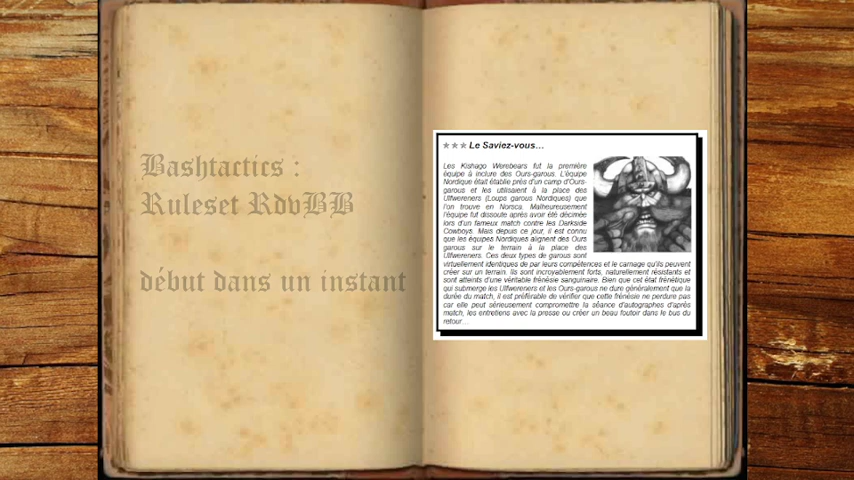 Bashtactics :
Ruleset RdvBB
début dans un instant
★★★ Le Saviez-vous...
Les Kishago Werebears fut la première
équipe à inclure des Ours-garous. L'équipe
Nordique était établie près d'un camp d'Ours-
garous et les utilisaient à la place des
Ulfwereners (Loups garous Nordiques) que
l'on trouve en Norsca. Malheureusement
l'équipe fut dissoute après avoir été décimée
lors d'un fameux match contre les Darkside
Cowboys. Mais depuis ce jour, il est connu
que les équipes Nordiques alignent des Ours
garous sur le terrain à la place des
Ulfwereners. Ces deux types de garous sont
virtuellement identiques de par leurs compétences et le carnage qu'ils peuvent
créer sur un terrain. Ils sont incroyablement forts, naturellement résistants et
sont atteints d'une véritable frénésie sanguinaire. Bien que cet état frénétique
qui submerge les Ulfwereners et les Ours-garous ne dure généralement que la
durée du match, il est préférable de vérifier que cette frénésie ne perdure pas
car elle peut sérieusement compromettre la séance d'autographes d'après
match, les entretiens avec la presse ou créer un beau foutoir dans le bus du
retour...